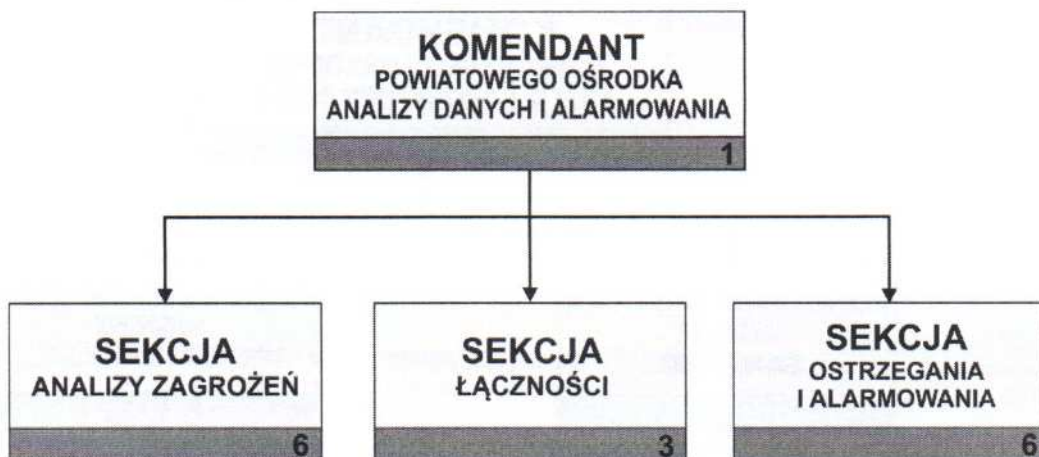 KOMENDANT
POWIATOWEGO OŚRODKA
ANALIZY DANYCH I ALARMOWANIA
1
SEKCJA
ANALIZY ZAGROŻEŃ
6
SEKCJA
ŁĄCZNOŚCI
3
SEKCJA
OSTRZEGANIA
I ALARMOWANIA
6